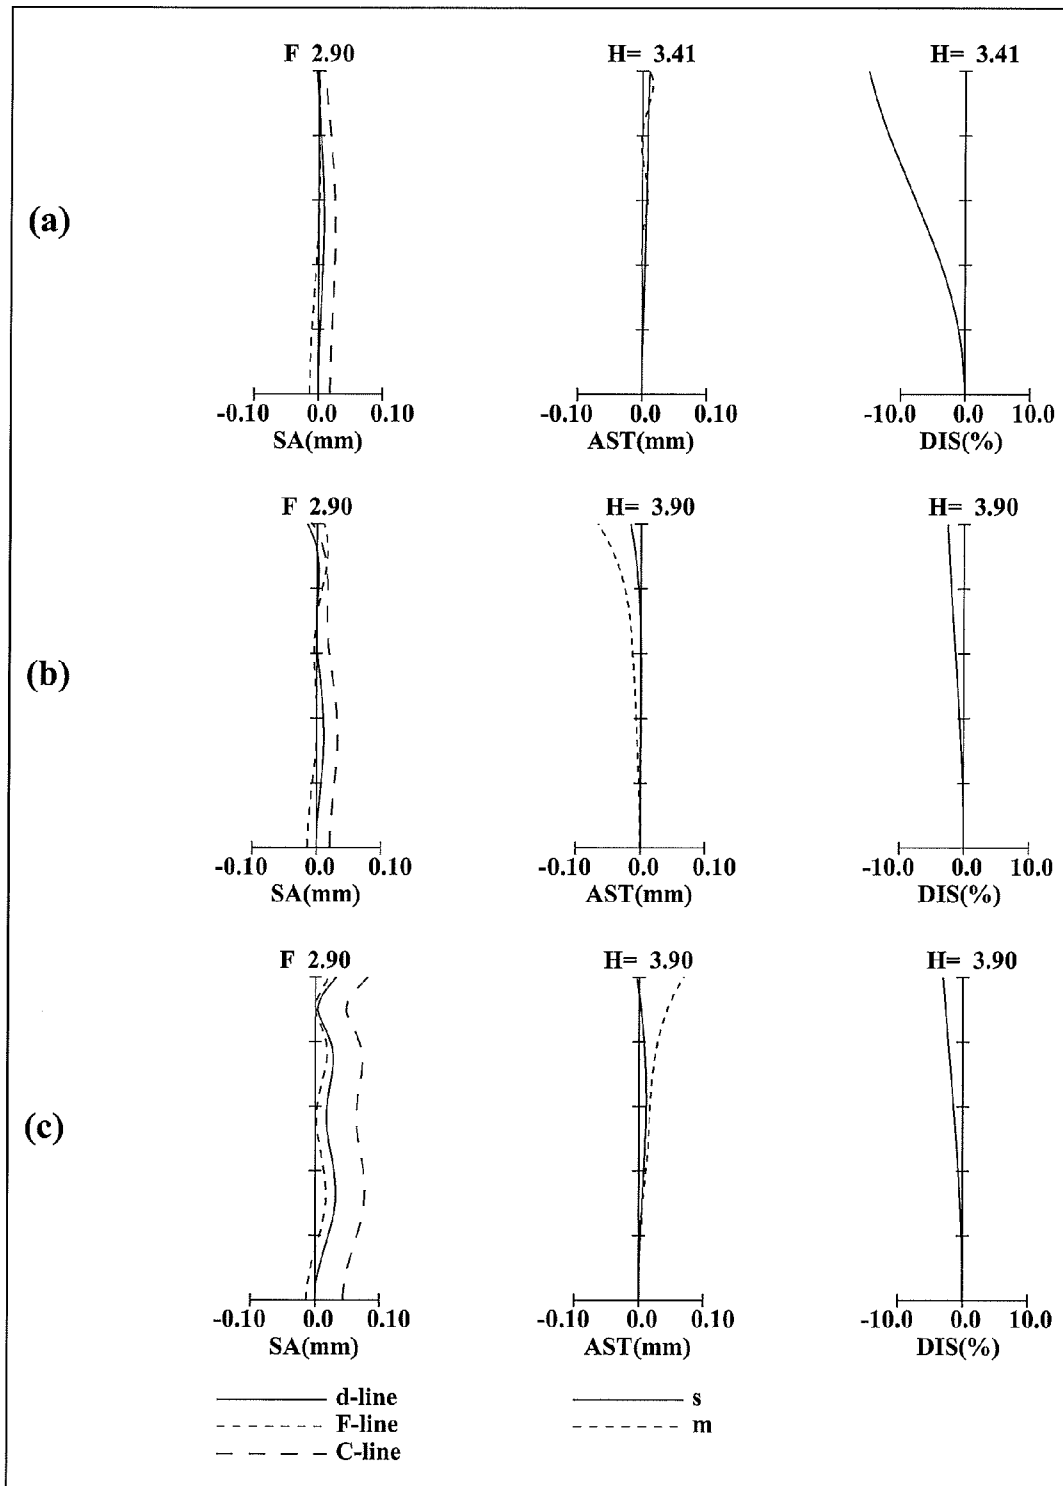 F 2.90 H= 3.41 H= 3.41
(a)
-0.10 0.0 0.10 -0.10 0.0 0.10 -10.0 0.0 10.0
SA(mm) AST(mm) DIS(%)
F 2.90 H= 3.90 H= 3.90
(b)
-0.10 0.0 0.10 -0.10 0.0 0.10 -10.0 0.0 10.0
SA(mm) AST(mm) DIS(%)
F 2.90 H= 3.90 H= 3.90
(c)
-0.10 0.0 0.10 -0.10 0.0 0.10 -10.0 0.0 10.0
SA(mm) AST(mm) DIS(%)
d-line s
F-line m
C-line